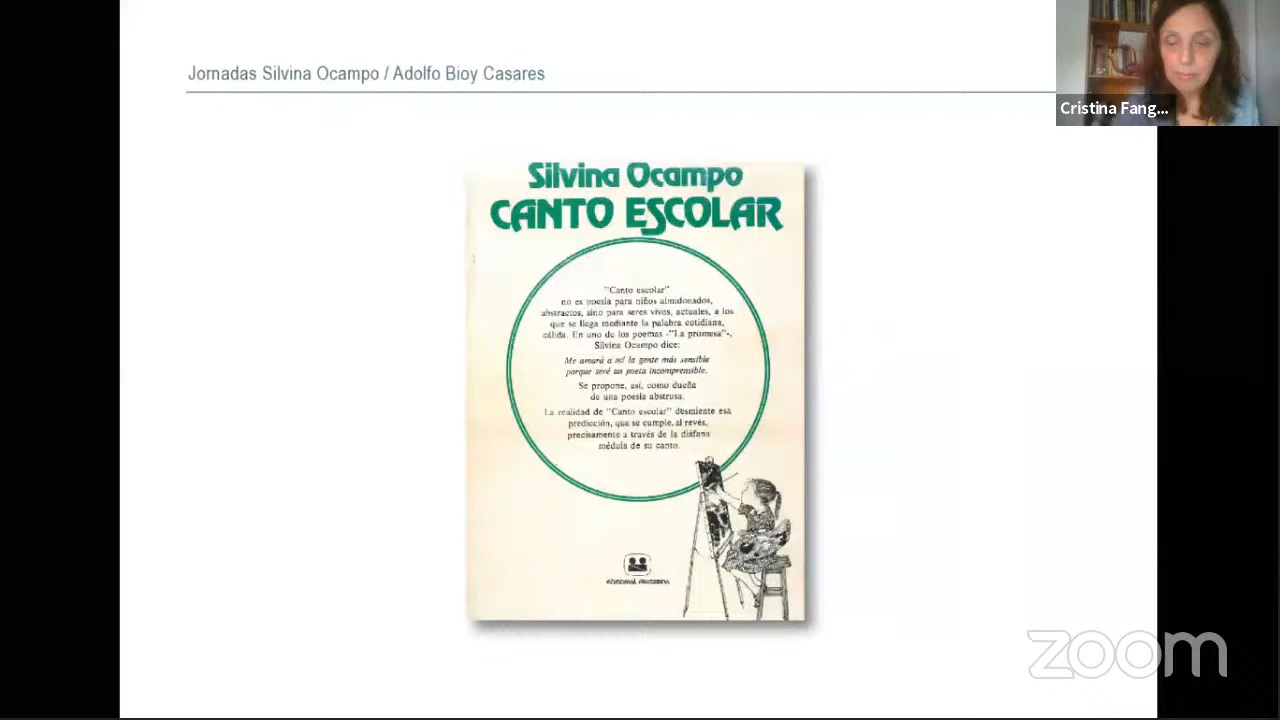 Jornadas Silvina Ocampo / Adolfo Bioy Casares
Cristina Fang...
Silvina Ocampo
CANTO ESCOLAR
"Canto escolar"
no es poesía para niños almidonados,
abstractos, sino para seres vivos, actuales, a los
que se llega mediante la palabra cotidiana,
cálida. En uno de los poemas -"La promesa"-,
Silvina Ocampo dice:
Me amará a mí la gente más sensible
porque seré un poeta incomprensible.
Se propone, así, como dueña
de una poesía abstrusa.
La realidad de "Canto escolar" desmiente esa
predicción, que se cumple, al revés,
precisamente a través de la diáfana
médula de su canto.
EDITORIAL
zoom